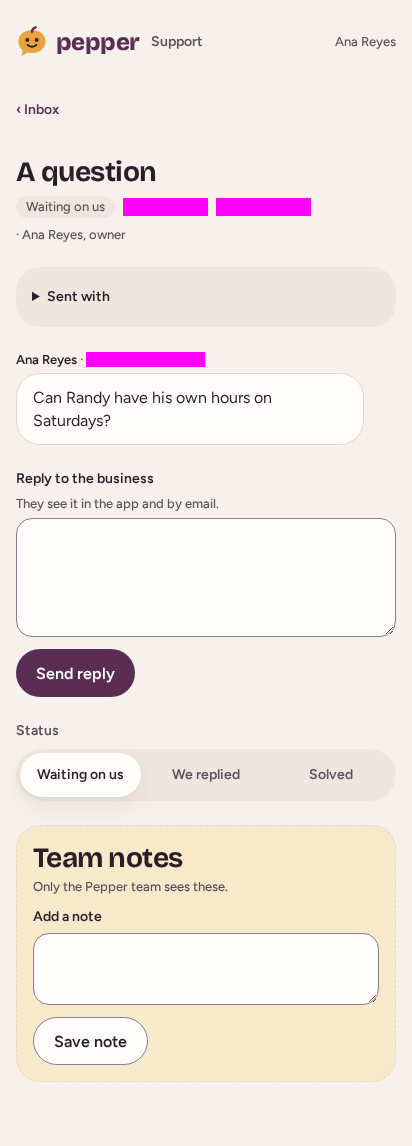 pepper Support Ana Reyes
‹ Inbox
A question
Waiting on us
· Ana Reyes, owner
▶ Sent with
Ana Reyes ·
Can Randy have his own hours on
Saturdays?
Reply to the business
They see it in the app and by email.
Send reply
Status
Waiting on us We replied Solved
Team notes
Only the Pepper team sees these.
Add a note
Save note